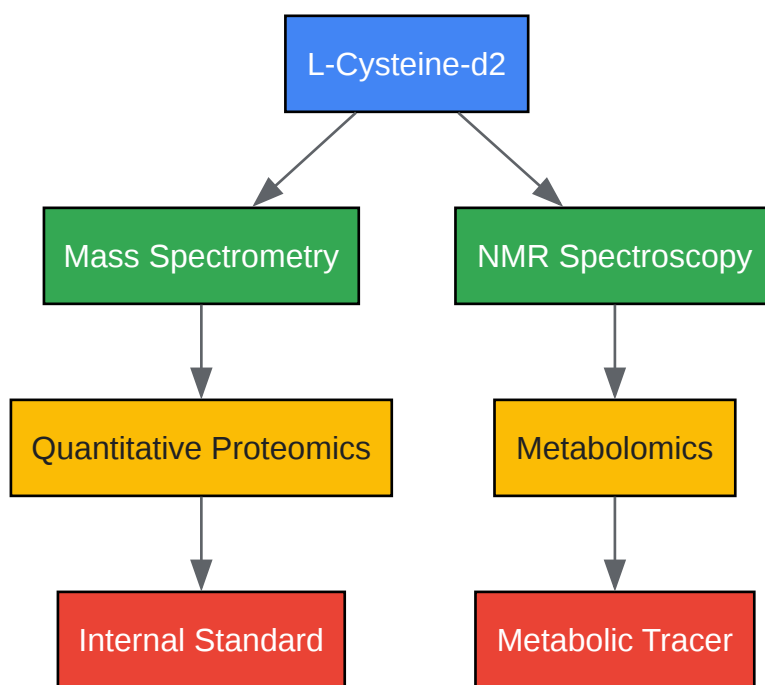 L-Cysteine-d2
Mass Spectrometry
NMR Spectroscopy
Quantitative Proteomics
Metabolomics
Internal Standard
Metabolic Tracer